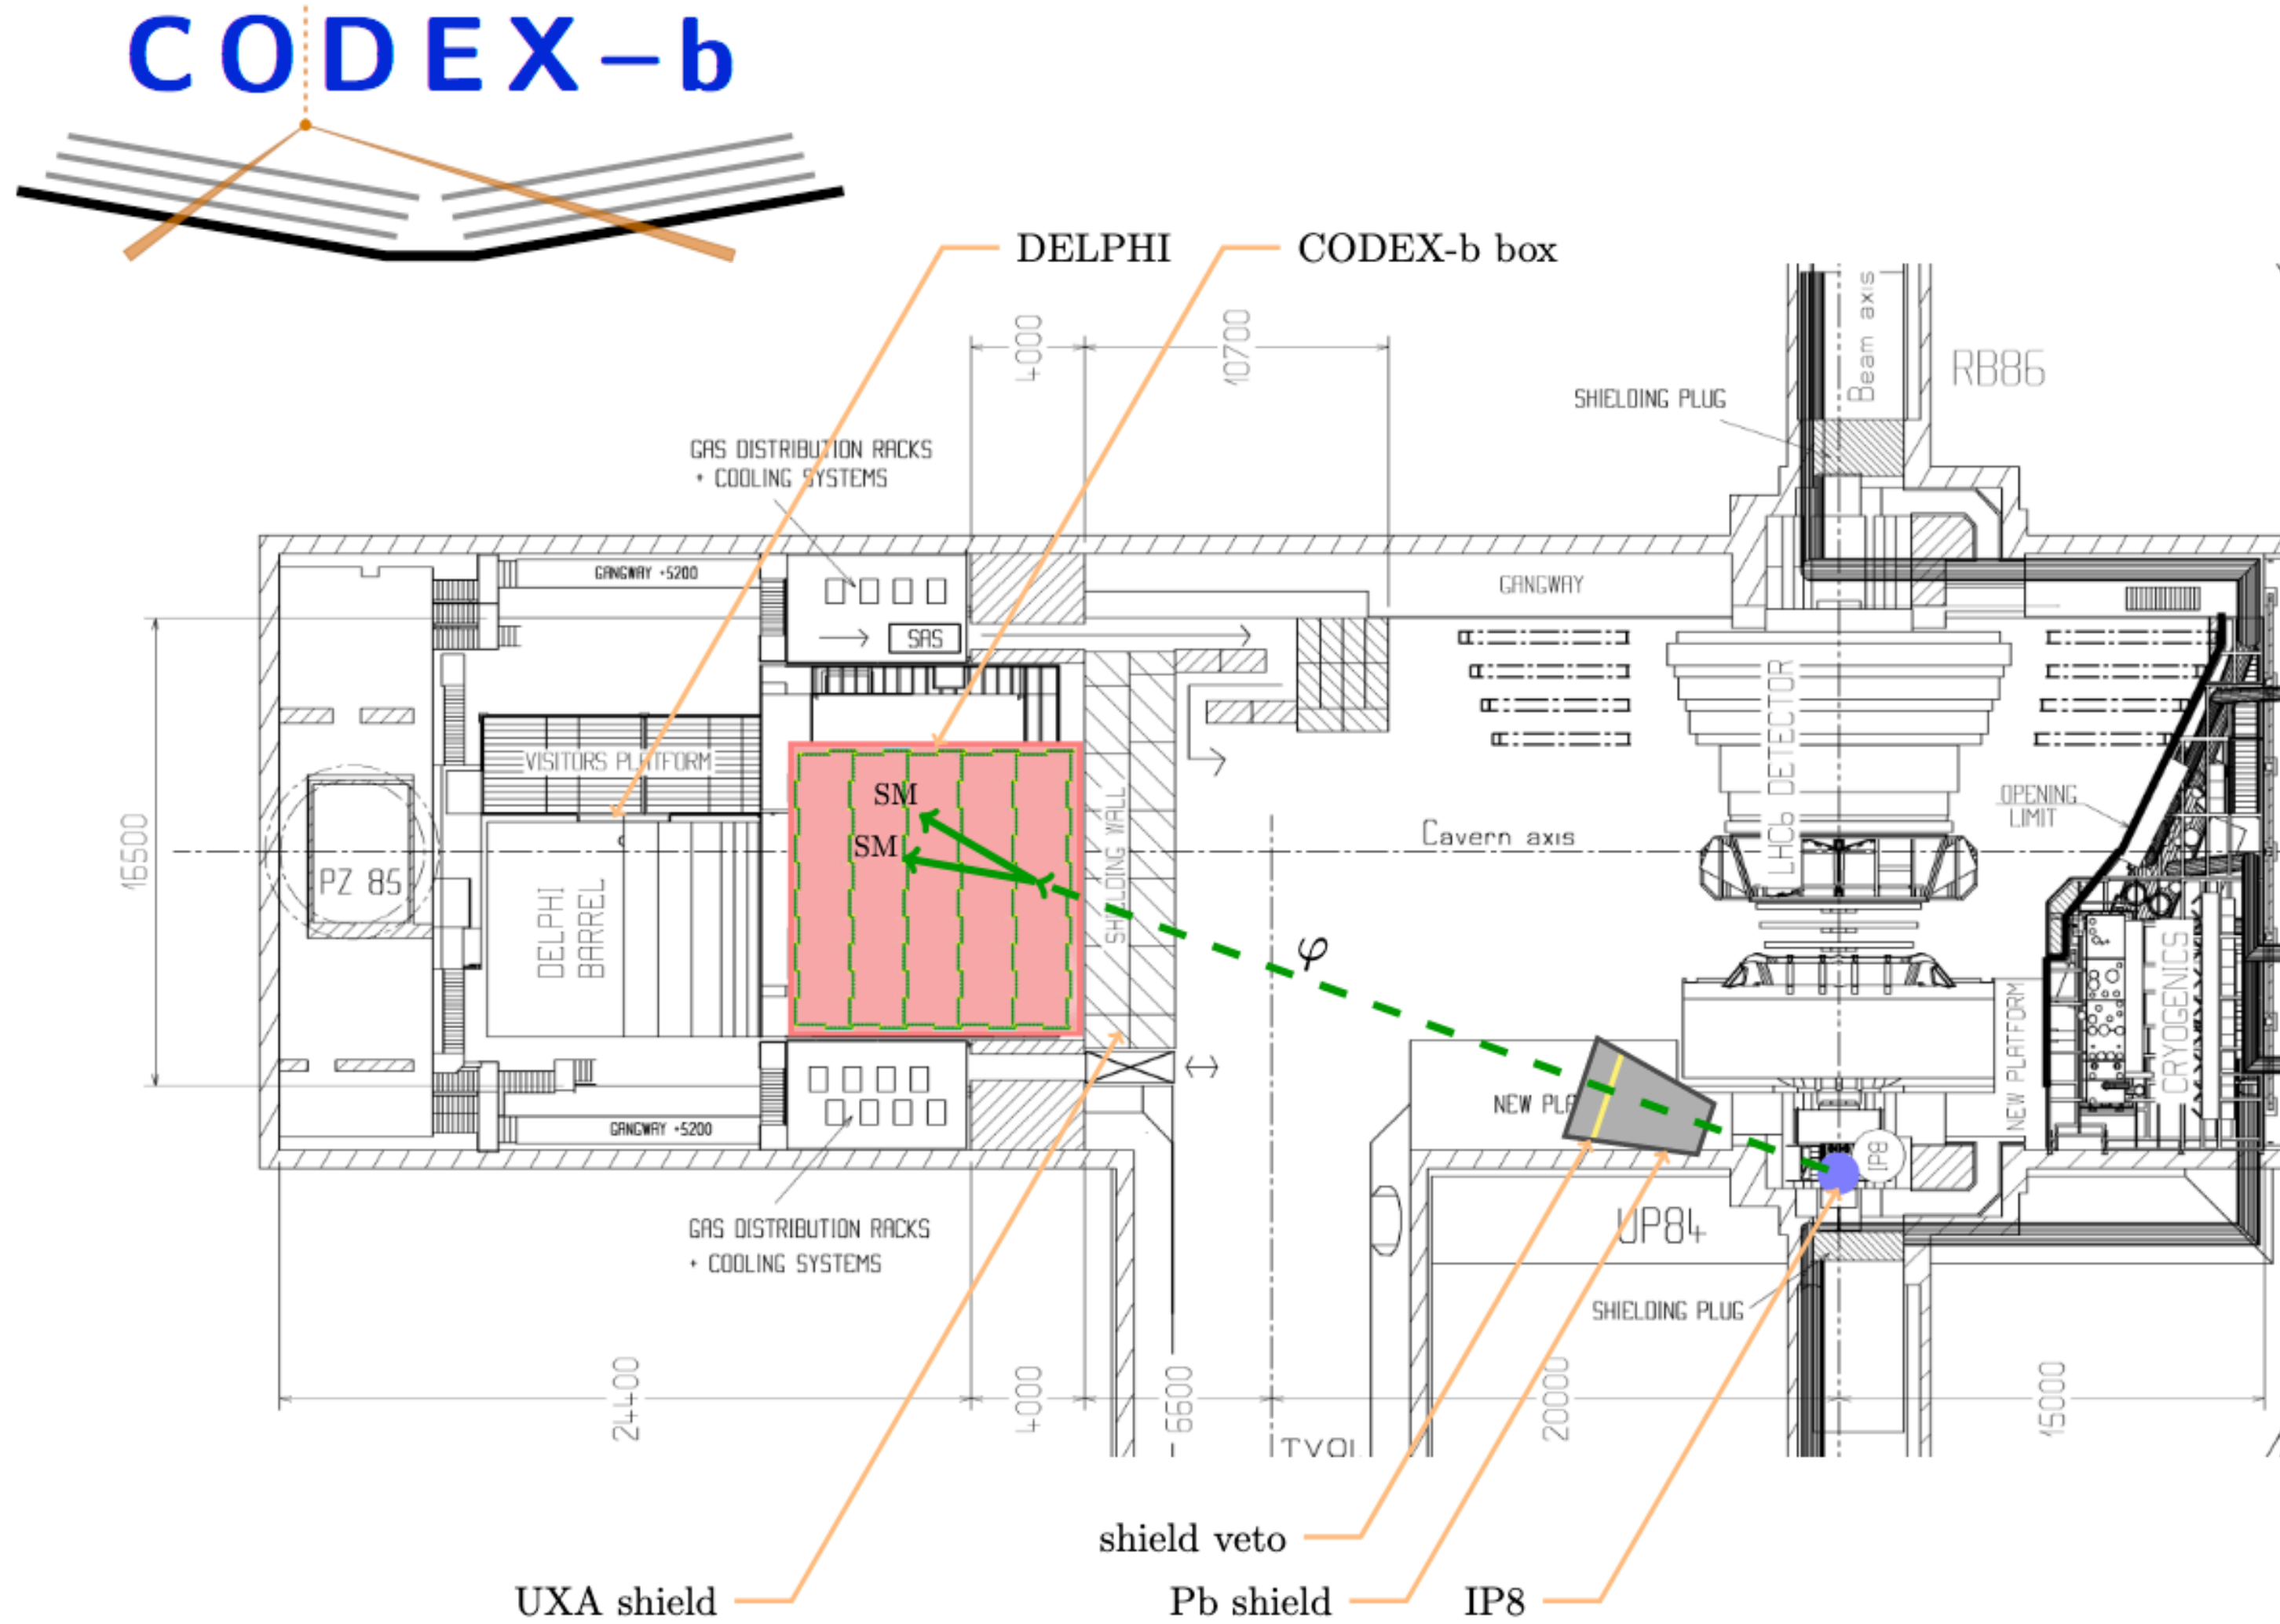 CODEX-b
DELPHI
CODEX-b box
4000
10700
Beam axis
RB86
SHIELDING PLUG
GAS DISTRIBUTION RACKS
+ COOLING SYSTEMS
GANGWAY +5200
GANGWAY
SAS
VISITORS PLATFORM
SM
SM
LHCb DETECTOR
OPENING
LIMIT
Cavern axis
SHIELDING WALL
16500
PZ 85
DELPHI
BARREL
φ
CRYOGENICS
NEW PLATFORM
NEW PLA
IP8
GANGWAY +5200
UP84
GAS DISTRIBUTION RACKS
+ COOLING SYSTEMS
SHIELDING PLUG
24400
4000
6600
20000
15000
shield veto
UXA shield
Pb shield
IP8